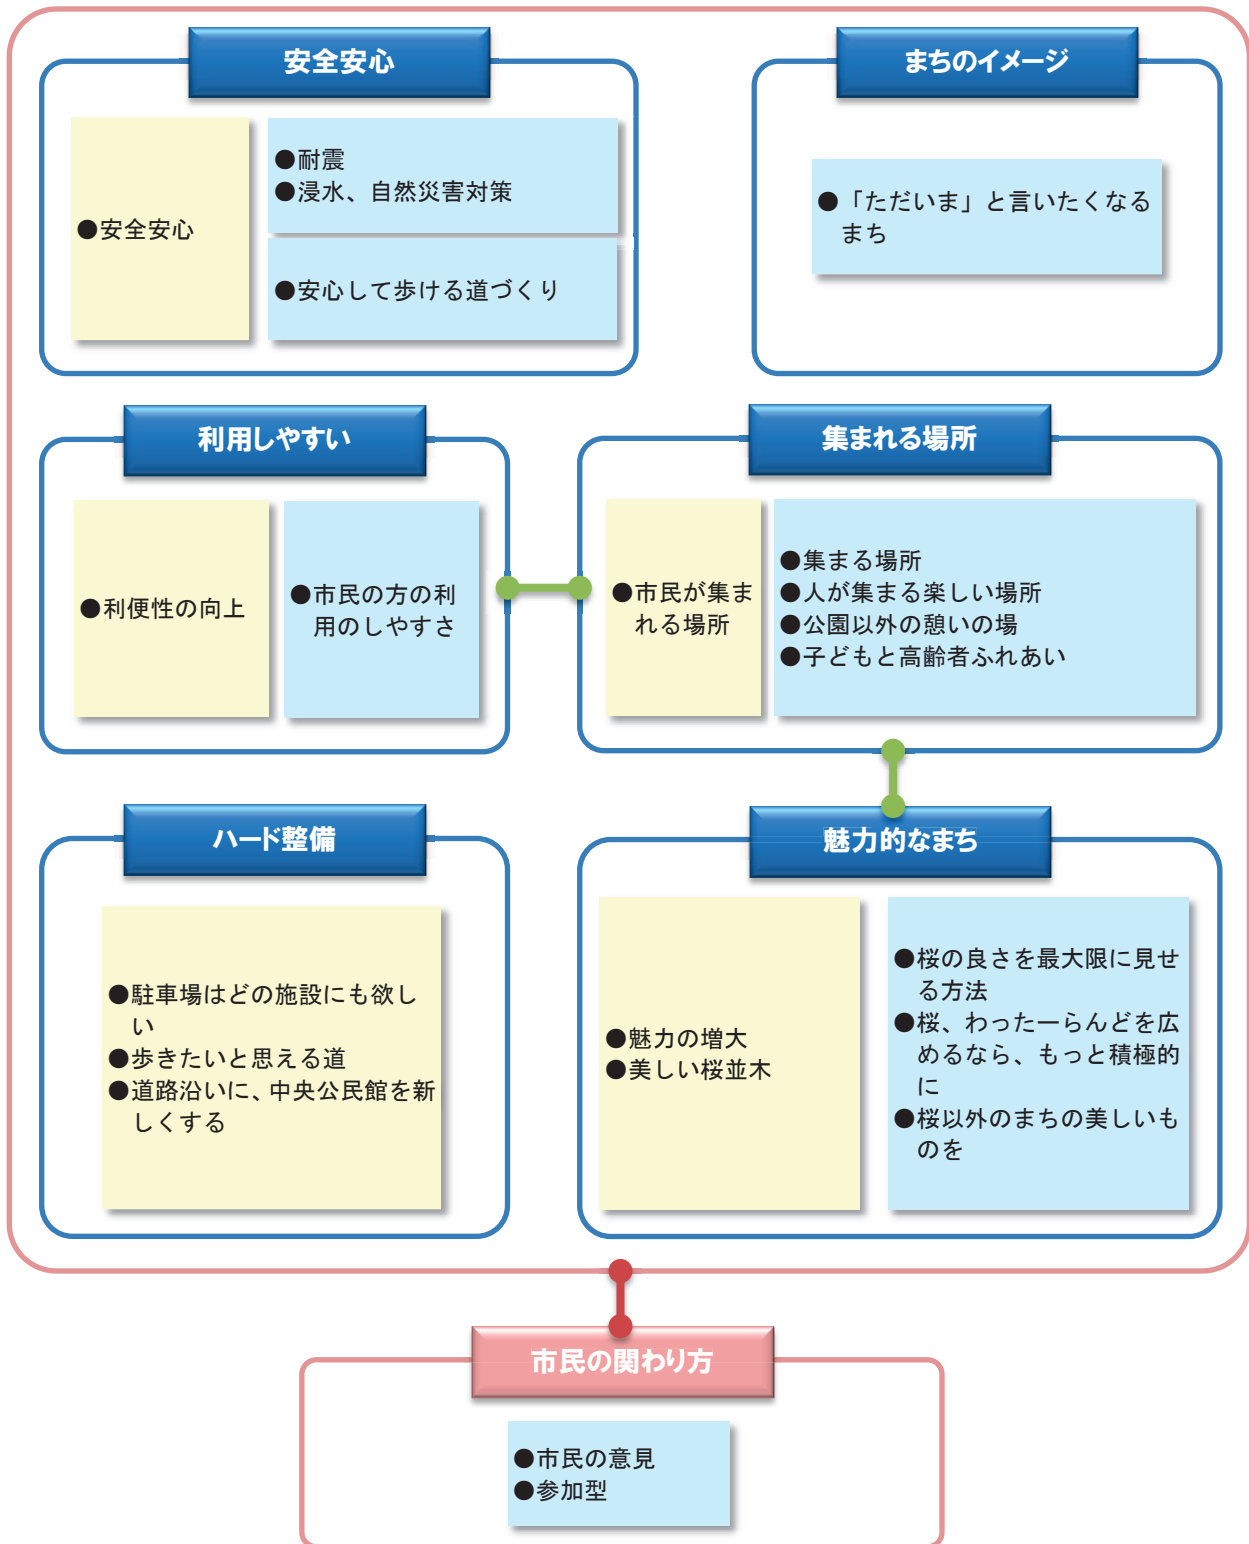 安全安心
●安全安心
●耐震
●浸水、自然災害対策
●安心して歩ける道づくり
まちのイメージ
●「ただいま」と言いたくなる
まち
利用しやすい
●利便性の向上
●市民の方の利
用のしやすさ
集まれる場所
●市民が集ま
れる場所
●集まる場所
●人が集まる楽しい場所
●公園以外の憩いの場
●子どもと高齢者ふれあい
ハード整備
●駐車場はどの施設にも欲し
い
●歩きたいと思える道
●道路沿いに、中央公民館を新
しくする
魅力的なまち
●魅力の増大
●美しい桜並木
●桜の良さを最大限に見せ
る方法
●桜、わったーらんどを広
めるなら、もっと積極的
に
●桜以外のまちの美しいも
のを
市民の関わり方
●市民の意見
●参加型